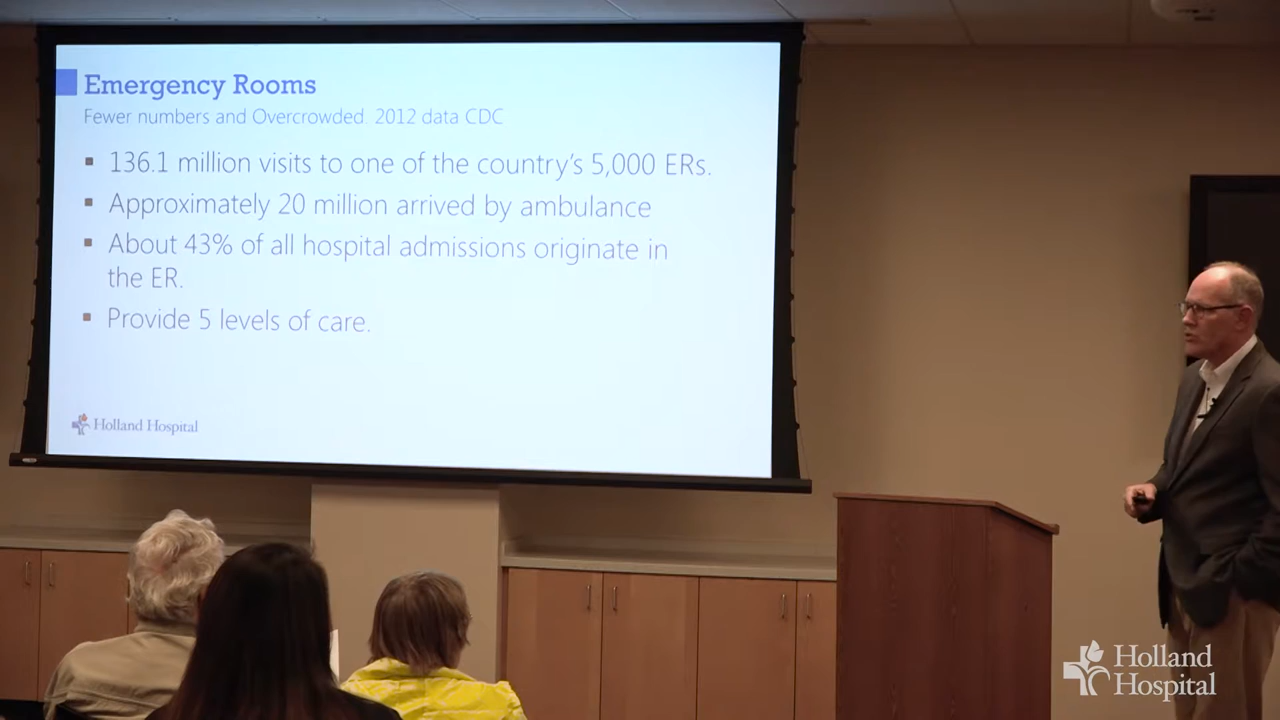 Emergency Rooms
Fewer numbers and Overcrowded. 2012 data CDC
▪ 136.1 million visits to one of the country's 5,000 ERs.
▪ Approximately 20 million arrived by ambulance
▪ About 43% of all hospital admissions originate in
the ER.
▪ Provide 5 levels of care.
Holland Hospital
Holland
Hospital